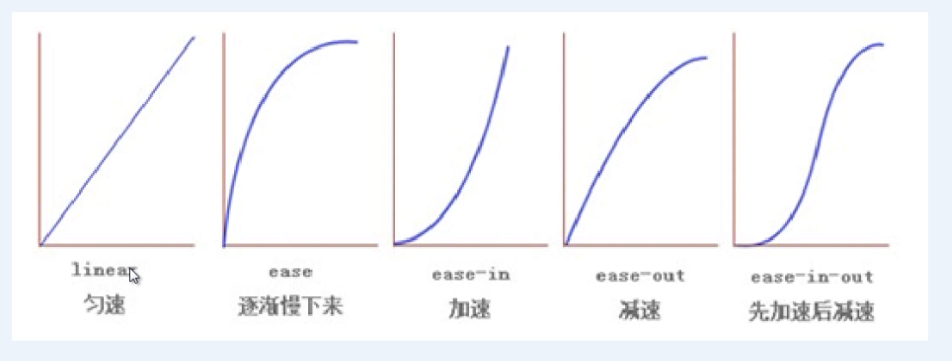 linear
ease
ease-in
ease-out
ease-in-out
匀速
逐渐慢下来
加速
减速
先加速后减速